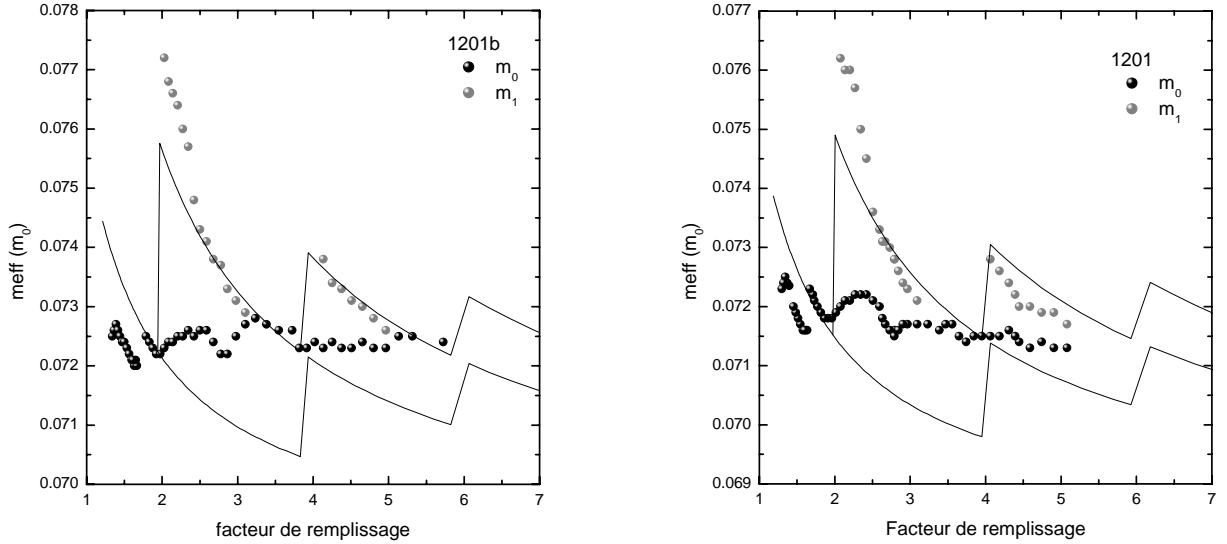 0.078
0.077
0.076
0.075
0.074
0.073
0.072
0.071
0.070
meff (m0)
1 2 3 4 5 6 7
facteur de remplissage
1201b
m0
m1
0.077
0.076
0.075
0.074
0.073
0.072
0.071
0.070
0.069
meff (m0)
1 2 3 4 5 6 7
Facteur de remplissage
1201
m0
m1